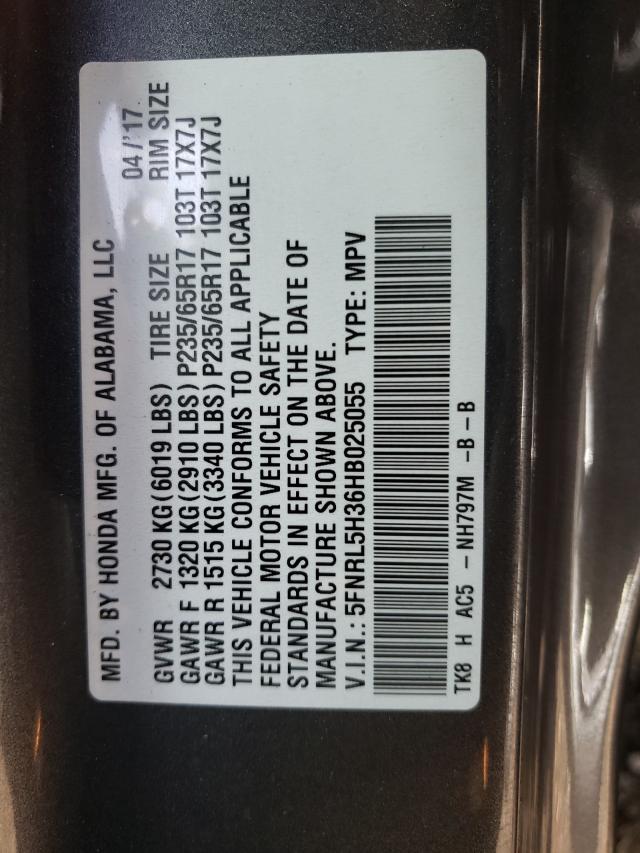 MFD. BY HONDA MFG. OF ALABAMA, LLC 04/'17
GVWR 2730 KG(6019 LBS) TIRE SIZE RIM SIZE
GAWR F 1320 KG(2910 LBS) P235/65R17 103T 17X7J
GAWR R 1515 KG(3340 LBS) P235/65R17 103T 17X7J
THIS VEHICLE CONFORMS TO ALL APPLICABLE
FEDERAL MOTOR VEHICLE SAFETY
STANDARDS IN EFFECT ON THE DATE OF
MANUFACTURE SHOWN ABOVE.
V.I.N.: 5FNRL5H36HB025055 TYPE: MPV
TK8 H AC5 -NH797M -B-B